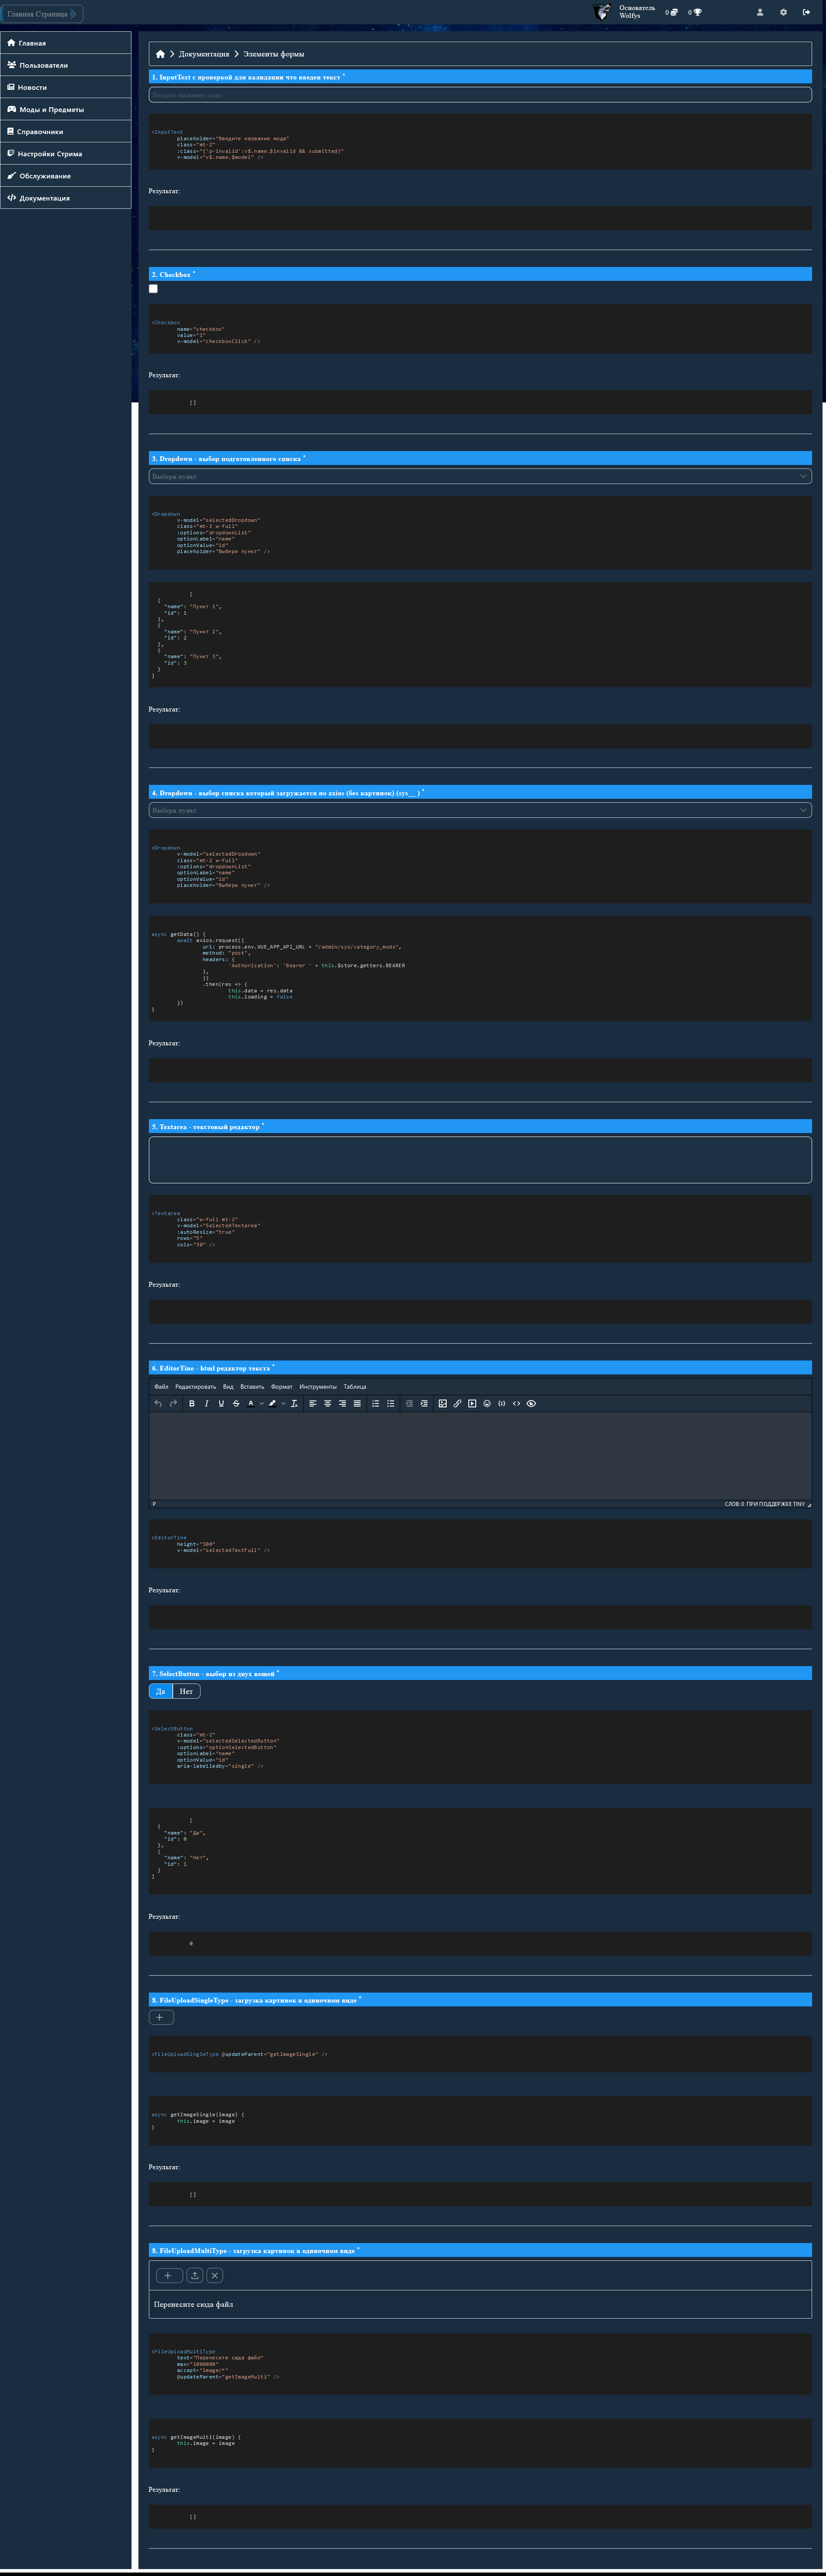 Главная Страница
Основатель
Wolfys
0
0
Главная
Пользователи
Новости
Моды и Предметы
Справочники
Настройки Стрима
Обслуживание
Документация
Документация
Элементы формы
1. InputText с проверкой для валидации что введен текст *
Введите название мода
<InputText
placeholder="Введите название мода"
class="mt-2"
:class="{'p-invalid':v$.name.$invalid && submitted}"
v-model="v$.name.$model" />
Результат:
2. Checkbox *
<Checkbox
name="checkbox"
value="1"
v-model="checkboxClick" />
Результат:
[]
3. Dropdown - выбор подготовленного списка *
Выбери пункт
<Dropdown
v-model="selectedDropdown"
class="mt-2 w-full"
:options="dropdownList"
optionLabel="name"
optionValue="id"
placeholder="Выбери пункт" />
[
{
"name": "Пункт 1",
"id": 1
},
{
"name": "Пункт 2",
"id": 2
},
{
"name": "Пункт 3",
"id": 3
}
]
Результат:
4. Dropdown - выбор списка который загружается по axios (без картинок) (sys__ ) *
Выбери пункт
<Dropdown
v-model="selectedDropdown"
class="mt-2 w-full"
:options="dropdownList"
optionLabel="name"
optionValue="id"
placeholder="Выбери пункт" />
async getData() {
await axios.request({
url: process.env.VUE_APP_API_URL + "/admin/sys/category_mods",
method: "post",
headers: {
'Authorization': 'Bearer ' + this.$store.getters.BEARER
},
})
.then(res => {
this.data = res.data
this.loading = false
})
}
Результат:
5. Textarea - текстовый редактор *
<Textarea
class="w-full mt-2"
v-model="SelectedTextarea"
:autoResize="true"
rows="5"
cols="30" />
Результат:
6. EditorTine - html редактор текста *
Файл Редактировать Вид Вставить Формат Инструменты Таблица
P
СЛОВ: 0 ПРИ ПОДДЕРЖКЕ TINY
<EditorTine
height="300"
v-model="selectedTextFull" />
Результат:
7. SelectButton - выбор из двух вещей *
Да
Нет
<SelectButton
class="mt-2"
v-model="selectedSelectedButton"
:options="optionSelectedButton"
optionLabel="name"
optionValue="id"
aria-labelledby="single" />
[
{
"name": "Да",
"id": 0
},
{
"name": "Нет",
"id": 1
}
]
Результат:
0
8. FileUploadSingleType - загрузка картинок в одиночном виде *
<FileUploadSingleType @updateParent="getImageSingle" />
async getImageSingle(image) {
this.image = image
}
Результат:
[]
8. FileUploadMultiType - загрузка картинок в одиночном виде *
Перенесите сюда файл
<FileUploadMultiType
text="Перенесите сюда файл"
max="1000000"
accept="image/*"
@updateParent="getImageMulti" />
async getImageMulti(image) {
this.image = image
}
Результат:
[]